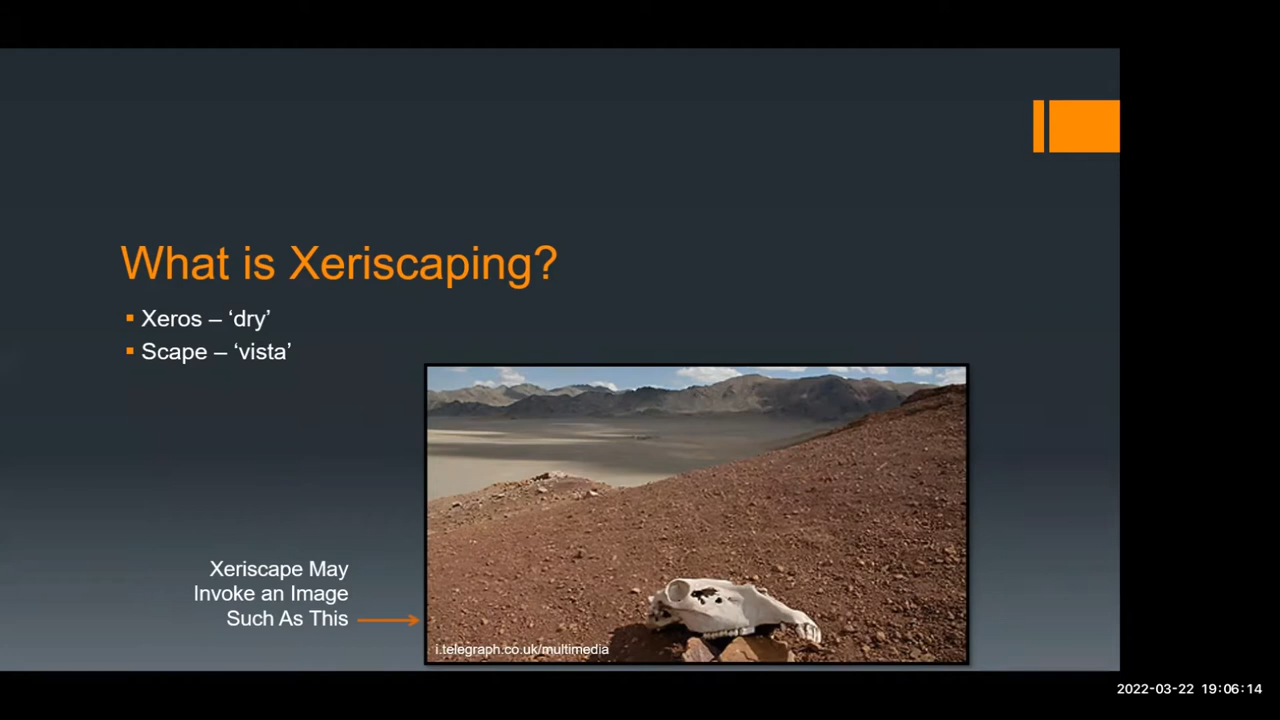 What is Xeriscaping?
Xeros – ‘dry’
Scape – ‘vista’
Xeriscape May
Invoke an Image
Such As This
i.telegraph.co.uk/multimedia
2022-03-22 19:06:14